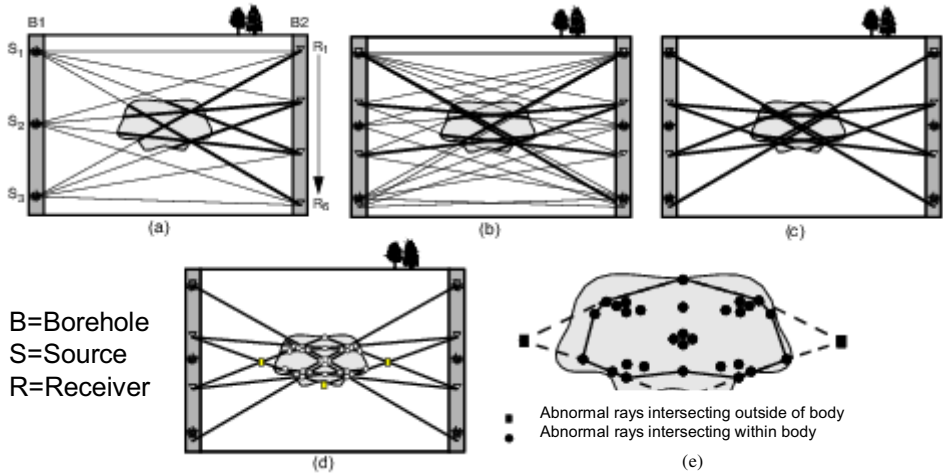 B1 B2
S1 R1
S2
S3 R6
(a) (b) (c)
B=Borehole
S=Source
R=Receiver
(d)
Abnormal rays intersecting outside of body
Abnormal rays intersecting within body
(e)